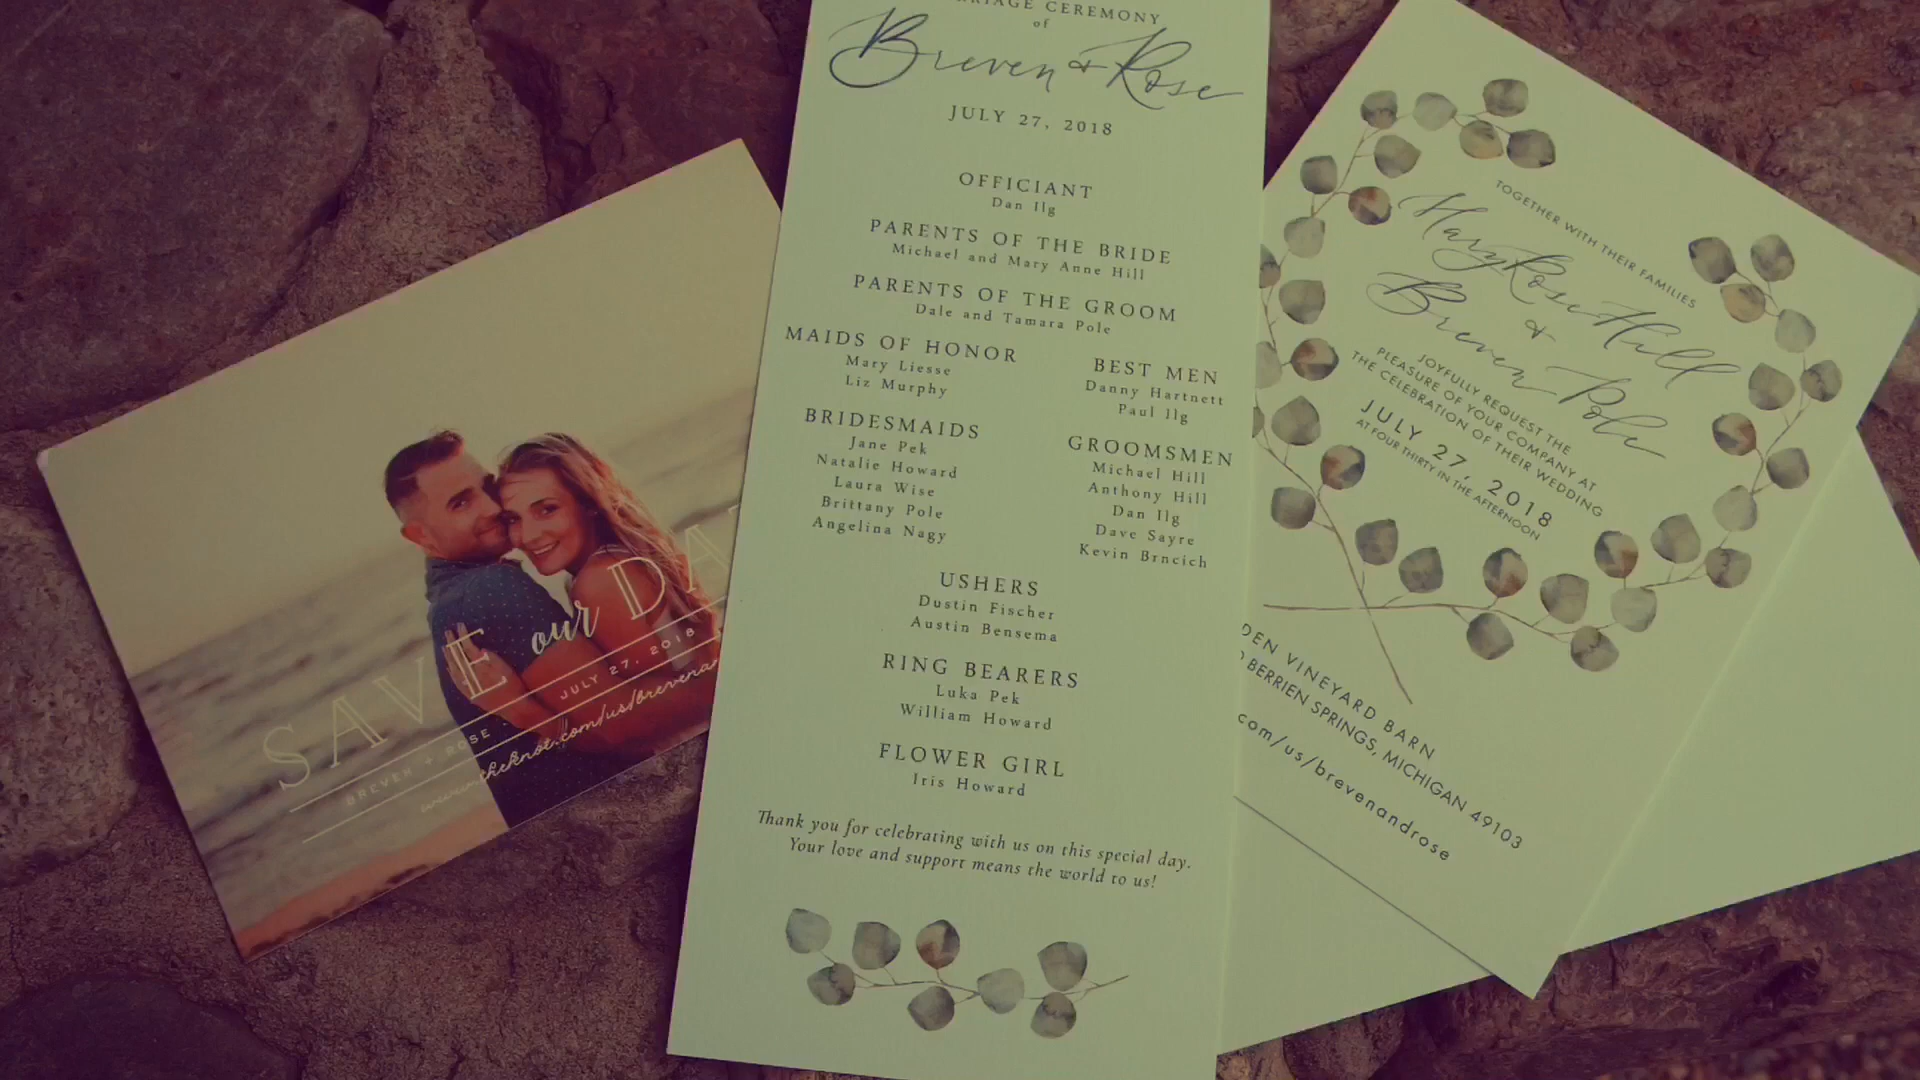 SAVE our DA
BREVEN + ROSE
JULY 27, 2018
www.theknot.com/us/brevena
CEREMONY
of
Breven & Rose
JULY 27, 2018
OFFICIANT
Dan Ilg
PARENTS OF THE BRIDE
Michael and Mary Anne Hill
PARENTS OF THE GROOM
Dale and Tamara Pole
MAIDS OF HONOR
Mary Liesse
Liz Murphy
BRIDESMAIDS
Jane Pek
Natalie Howard
Laura Wise
Brittany Pole
Angelina Nagy
BEST MEN
Danny Hartnett
Paul Ilg
GROOMSMEN
Michael Hill
Anthony Hill
Dan Ilg
Dave Sayre
Kevin Brncich
USHERS
Dustin Fischer
Austin Bensema
RING BEARERS
Luka Pek
William Howard
FLOWER GIRL
Iris Howard
Thank you for celebrating with us on this special day.
Your love and support means the world to us!
TOGETHER WITH THEIR FAMILIES
MaryRose Hill
&
Breven Pole
JOYFULLY REQUEST THE
PLEASURE OF YOUR COMPANY AT
THE CELEBRATION OF THEIR WEDDING
JULY 27, 2018
AT FOUR THIRTY IN THE AFTERNOON
DEN VINEYARD BARN
BERRIEN SPRINGS, MICHIGAN 49103
com/us/brevenandrose